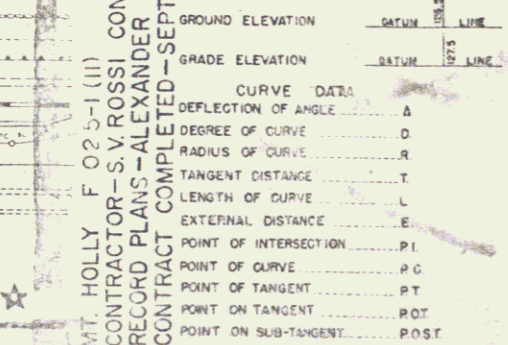 MT. HOLLY F 025-1(11)
CONTRACTOR-S.V. ROSSI CON
RECORD PLANS-ALEXANDER
CONTRACT COMPLETED-SEPT
GROUND ELEVATION DATUM LINE
GRADE ELEVATION DATUM 127.5 LINE
CURVE DATA
DEFLECTION OF ANGLE Δ
DEGREE OF CURVE D.
RADIUS OF CURVE R.
TANGENT DISTANCE T.
LENGTH OF CURVE L
EXTERNAL DISTANCE E.
POINT OF INTERSECTION P.I.
POINT OF CURVE P.C.
POINT OF TANGENT P.T.
POINT ON TANGENT P.O.T.
POINT ON SUB-TANGENT P.O.S.T.